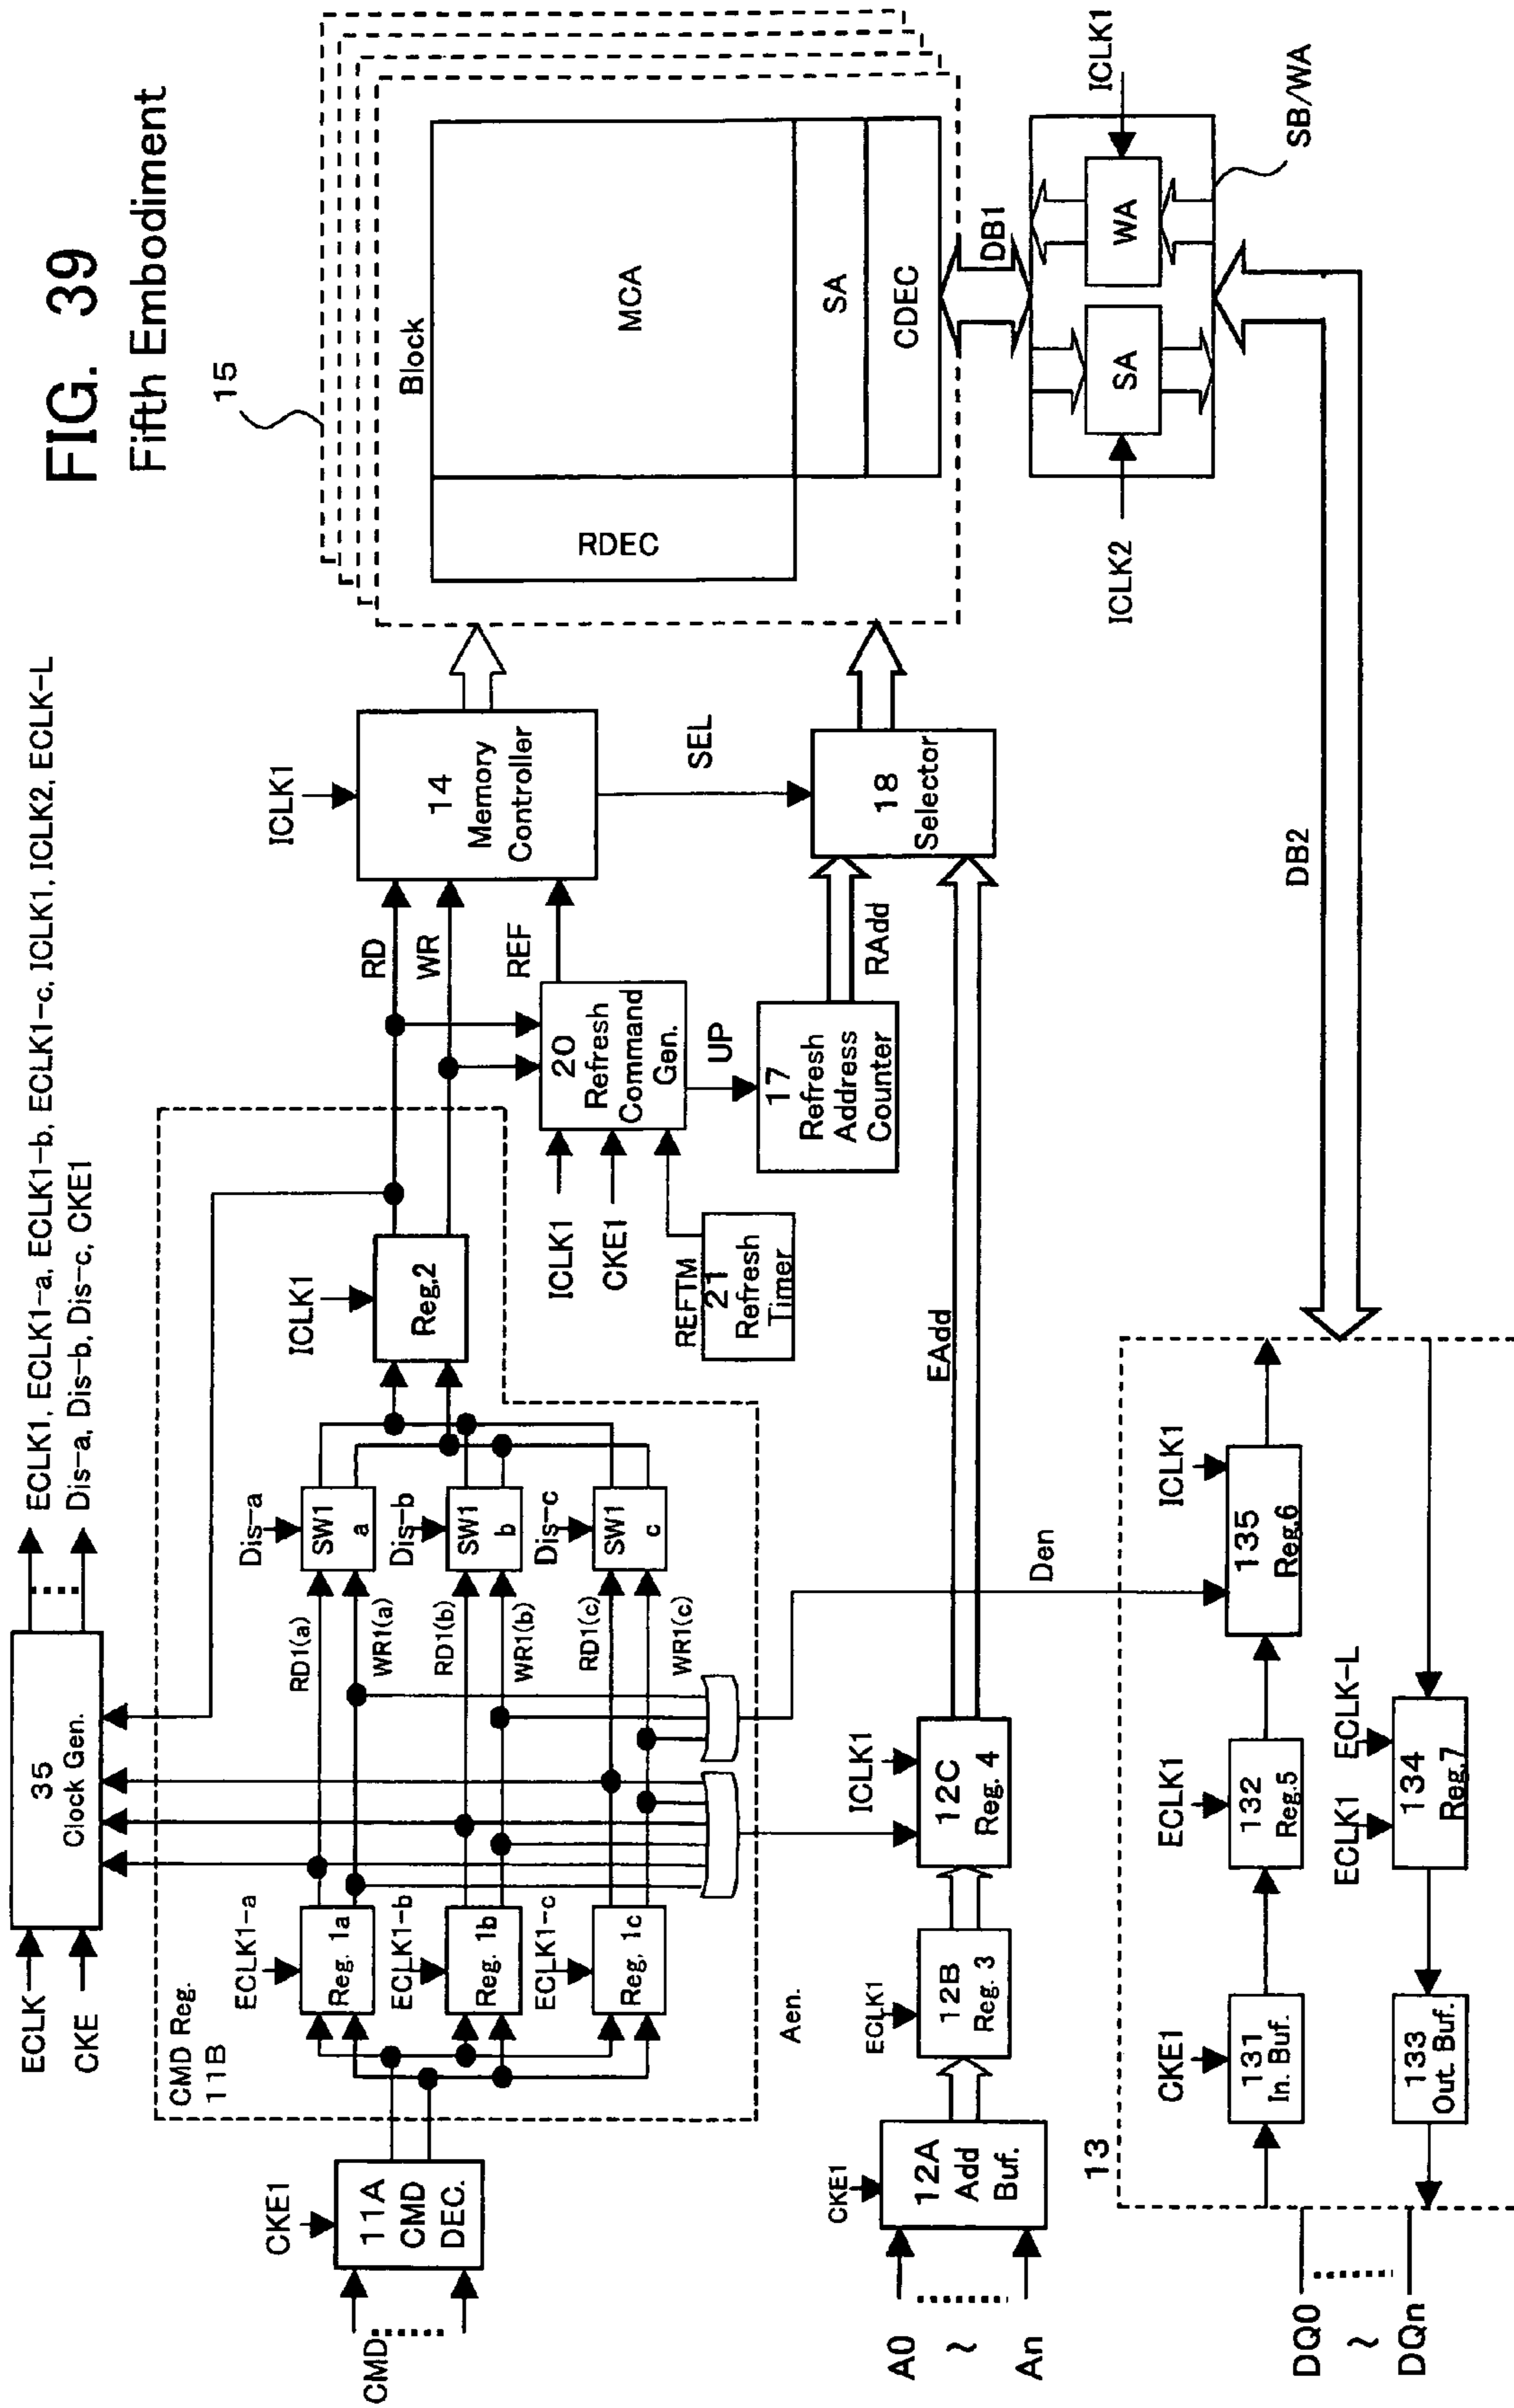 FIG. 39
Fifth Embodiment
ECLK
CKE
35
Clock Gen.
ECLK1, ECLK1-a, ECLK1-b, ECLK1-c, ICLK1, ICLK2, ECLK-L
Dis-a, Dis-b, Dis-c, CKE1
CMD Reg.
11B
CMD
CKE1
11A
CMD
DEC.
ECLK1-a
Reg. 1a
ECLK1-b
Reg. 1b
ECLK1-c
Reg. 1c
RD1(a)
WR1(a)
RD1(b)
WR1(b)
RD1(c)
WR1(c)
Dis-a
SW1
a
Dis-b
SW1
b
Dis-c
SW1
c
ICLK1
Reg.2
RD
WR
REF
ICLK1
CKE1
REFTM
21
Refresh
Timer
20
Refresh
Command
Gen.
UP
17
Refresh
Address
Counter
RAdd
ICLK1
14
Memory
Controller
SEL
18
Selector
15
Block
MCA
RDEC
SA
CDEC
DB1
ICLK2
SA
WA
ICLK1
SB/WA
DB2
Aen.
Den
A0
~
An
CKE1
12A
Add
Buf.
ECLK1
12B
Reg. 3
ICLK1
12C
Reg. 4
EAdd
13
DQ0
~
DQn
CKE1
131
In. Buf.
ECLK1
132
Reg.5
ICLK1
135
Reg.6
133
Out. Buf.
ECLK1
ECLK-L
134
Reg.7